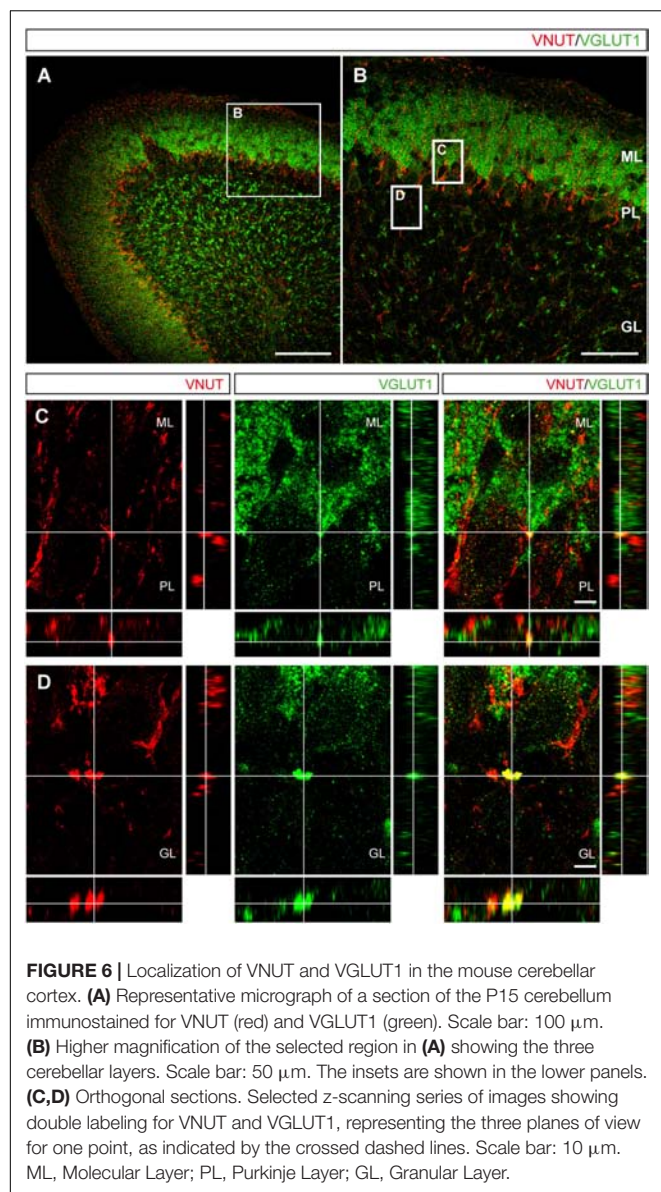 VNUT/VGLUT1
A
B
B
C
D
ML
PL
GL
VNUT
VGLUT1
VNUT/VGLUT1
C
ML
ML
ML
PL
PL
PL
D
GL
GL
GL
FIGURE 6 | Localization of VNUT and VGLUT1 in the mouse cerebellar
cortex. (A) Representative micrograph of a section of the P15 cerebellum
immunostained for VNUT (red) and VGLUT1 (green). Scale bar: 100 μm.
(B) Higher magnification of the selected region in (A) showing the three
cerebellar layers. Scale bar: 50 μm. The insets are shown in the lower panels.
(C,D) Orthogonal sections. Selected z-scanning series of images showing
double labeling for VNUT and VGLUT1, representing the three planes of view
for one point, as indicated by the crossed dashed lines. Scale bar: 10 μm.
ML, Molecular Layer; PL, Purkinje Layer; GL, Granular Layer.